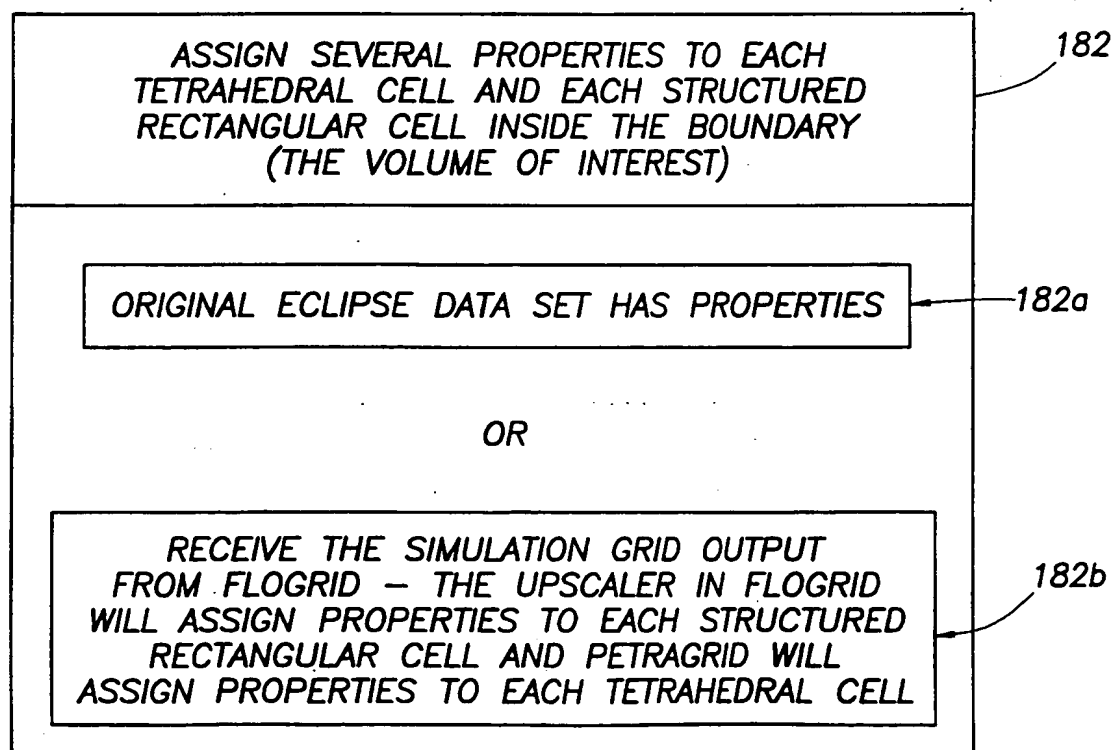 ASSIGN SEVERAL PROPERTIES TO EACH
TETRAHEDRAL CELL AND EACH STRUCTURED
RECTANGULAR CELL INSIDE THE BOUNDARY
(THE VOLUME OF INTEREST)
182
ORIGINAL ECLIPSE DATA SET HAS PROPERTIES
182a
OR
RECEIVE THE SIMULATION GRID OUTPUT
FROM FLOGRID – THE UPSCALER IN FLOGRID
WILL ASSIGN PROPERTIES TO EACH STRUCTURED
RECTANGULAR CELL AND PETRAGRID WILL
ASSIGN PROPERTIES TO EACH TETRAHEDRAL CELL
182b